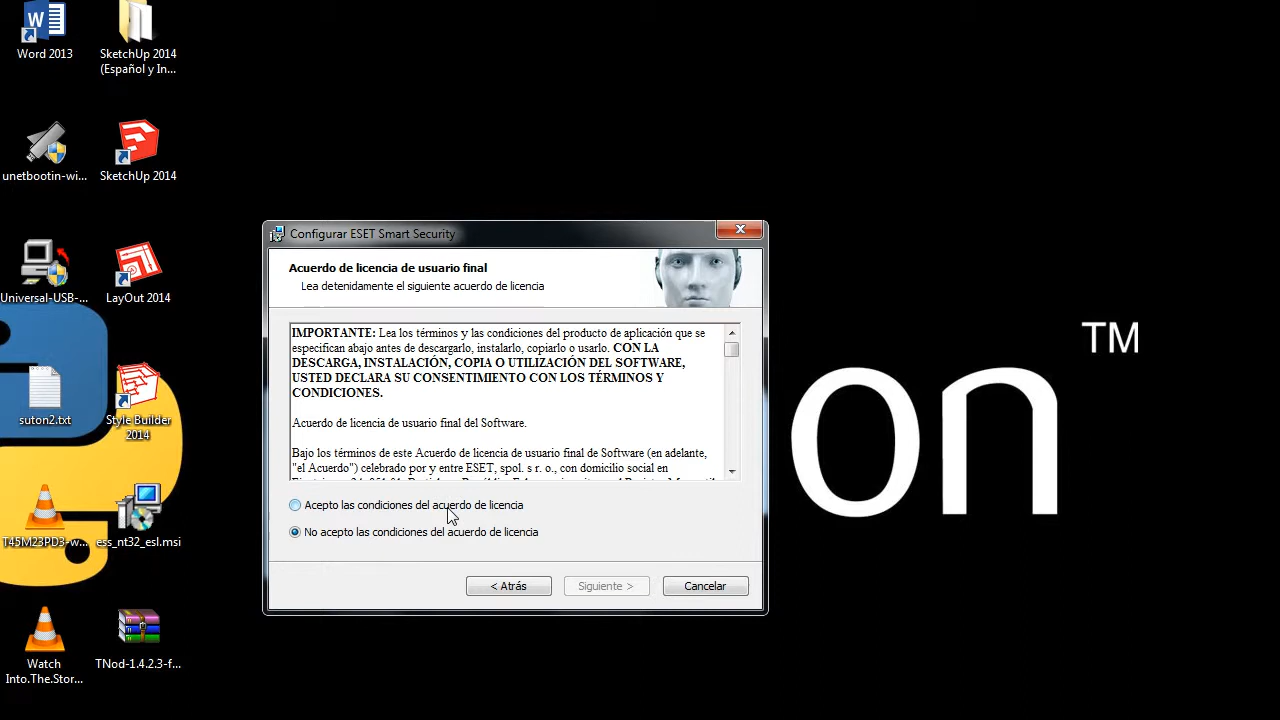 Word 2013
SketchUp 2014
(Español y In...
unetbootin-wi...
SketchUp 2014
Universal-USB-...
LayOut 2014
suton2.txt
Style Builder
2014
T45M23PD3-w...
ess_nt32_esl.msi
Watch
Into.The.Stor...
TNod-1.4.2.3-f...
on
TM
Configurar ESET Smart Security
Acuerdo de licencia de usuario final
Lea detenidamente el siguiente acuerdo de licencia
IMPORTANTE: Lea los términos y las condiciones del producto de aplicación que se
especifican abajo antes de descargarlo, instalarlo, copiarlo o usarlo. CON LA
DESCARGA, INSTALACIÓN, COPIA O UTILIZACIÓN DEL SOFTWARE,
USTED DECLARA SU CONSENTIMIENTO CON LOS TÉRMINOS Y
CONDICIONES.
Acuerdo de licencia de usuario final del Software.
Bajo los términos de este Acuerdo de licencia de usuario final de Software (en adelante,
"el Acuerdo") celebrado por y entre ESET, spol. s r. o., con domicilio social en
Acepto las condiciones del acuerdo de licencia
No acepto las condiciones del acuerdo de licencia
< Atrás
Siguiente >
Cancelar